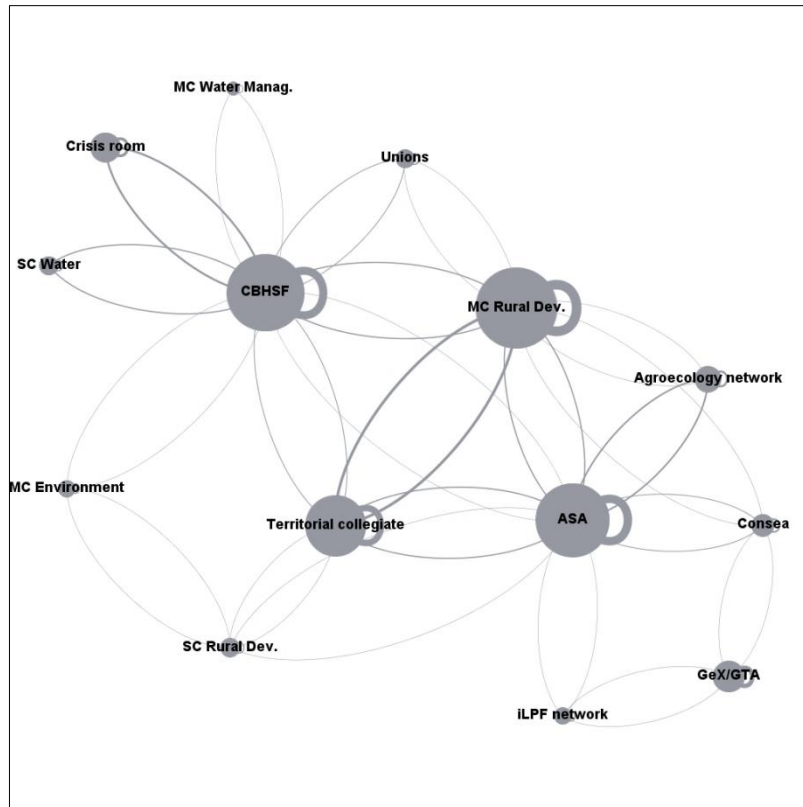 MC Water Manag.
Crisis room
Unions
SC Water
CBHSF
MC Rural Dev.
Agroecology network
MC Environment
Territorial collegiate
ASA
Consea
SC Rural Dev.
GeX/GTA
iLPF network